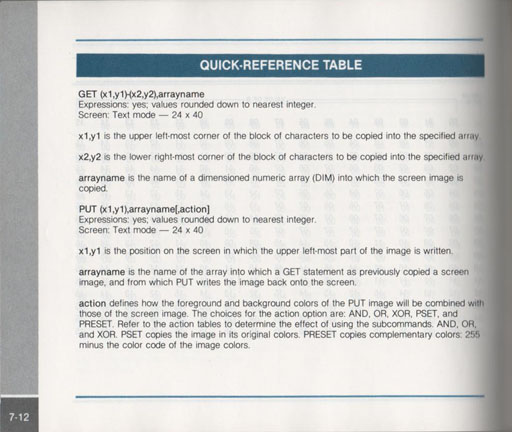 QUICK-REFERENCE TABLE
GET (x1,y1)-(x2,y2),arrayname
Expressions: yes; values rounded down to nearest integer.
Screen: Text mode — 24 x 40
x1,y1 is the upper left-most corner of the block of characters to be copied into the specified array.
x2,y2 is the lower right-most corner of the block of characters to be copied into the specified array.
arrayname is the name of a dimensioned numeric array (DIM) into which the screen image is
copied.
PUT (x1,y1),arrayname[,action]
Expressions: yes; values rounded down to nearest integer.
Screen: Text mode — 24 x 40
x1,y1 is the position on the screen in which the upper left-most part of the image is written.
arrayname is the name of the array into which a GET statement as previously copied a screen
image, and from which PUT writes the image back onto the screen.
action defines how the foreground and background colors of the PUT image will be combined with
those of the screen image. The choices for the action option are: AND, OR, XOR, PSET, and
PRESET. Refer to the action tables to determine the effect of using the subcommands. AND, OR,
and XOR. PSET copies the image in its original colors. PRESET copies complementary colors: 255
minus the color code of the image colors.
7-12